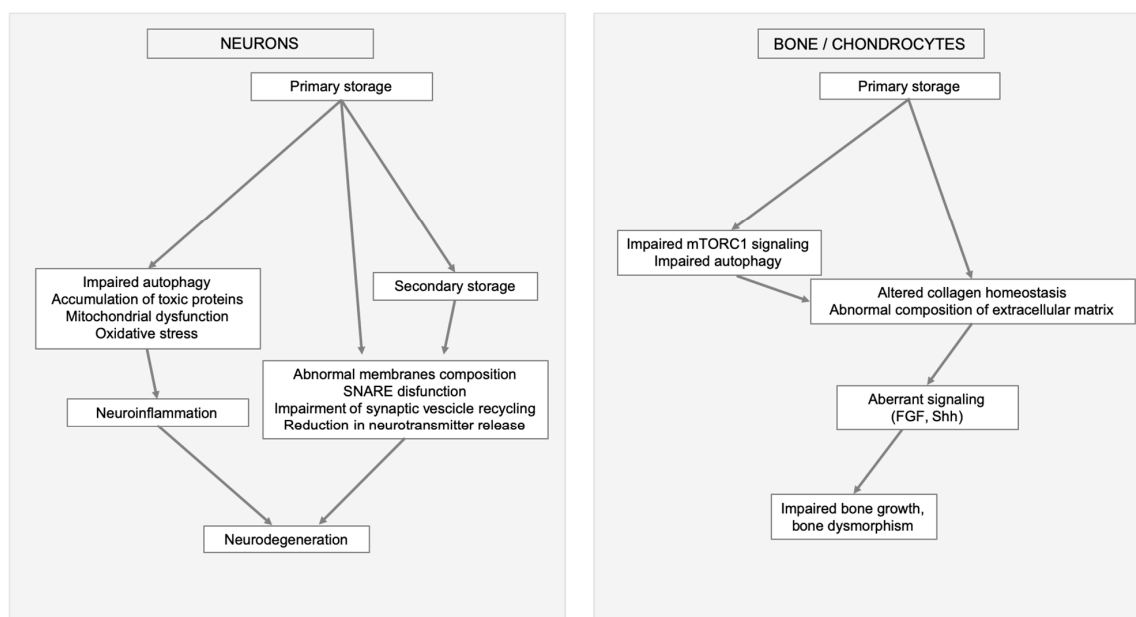 NEURONS
Primary storage
Impaired autophagy
Accumulation of toxic proteins
Mitochondrial dysfunction
Oxidative stress
Secondary storage
Neuroinflammation
Abnormal membranes composition
SNARE disfunction
Impairment of synaptic vesicle recycling
Reduction in neurotransmitter release
Neurodegeneration
BONE / CHONDROCYTES
Primary storage
Impaired mTORC1 signaling
Impaired autophagy
Altered collagen homeostasis
Abnormal composition of extracellular matrix
Aberrant signaling
(FGF, Shh)
Impaired bone growth,
bone dysmorphism